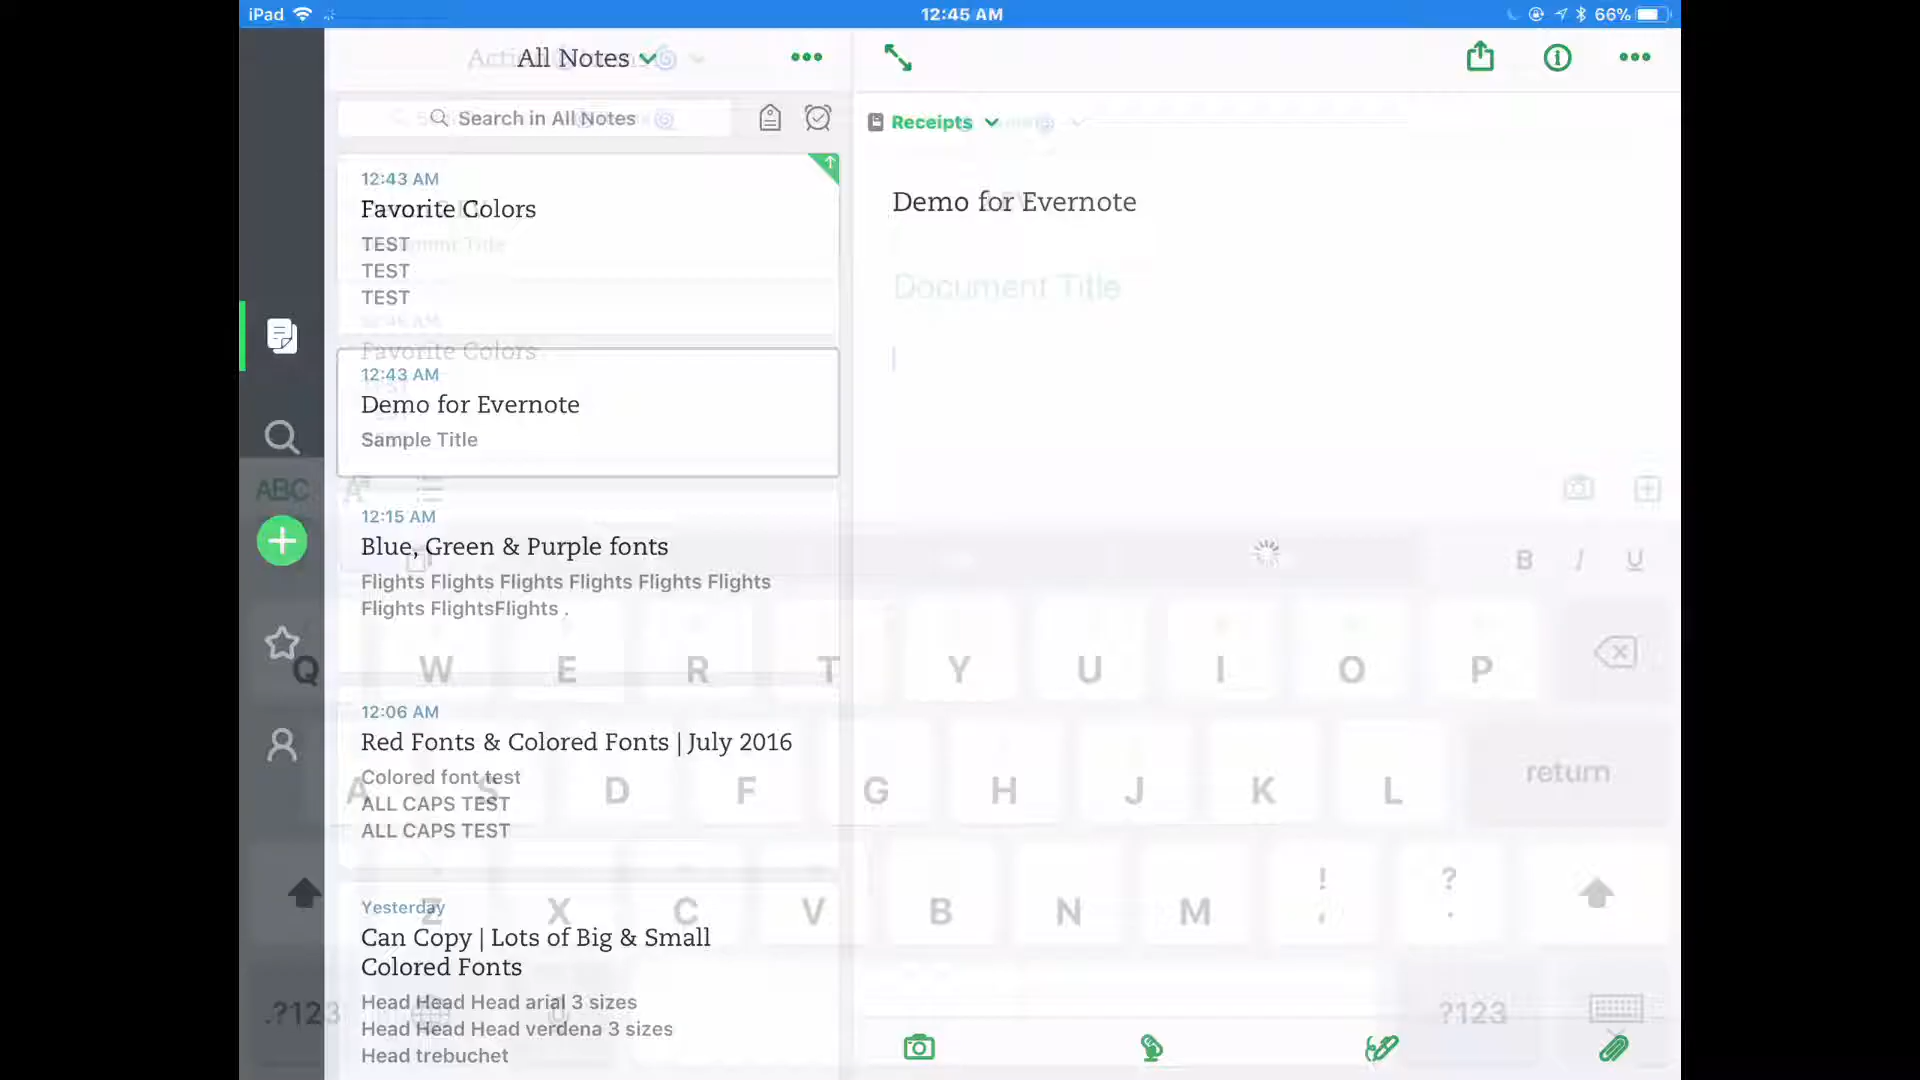 iPad
12:45 AM
66%
All Notes
Search in All Notes
Receipts
12:43 AM
Favorite Colors
TEST
TEST
TEST
Favorite Colors
12:43 AM
Demo for Evernote
Sample Title
12:15 AM
Blue, Green & Purple fonts
Flights Flights Flights Flights Flights Flights
Flights FlightsFlights .
12:06 AM
Red Fonts & Colored Fonts | July 2016
Colored font test
ALL CAPS TEST
ALL CAPS TEST
Yesterday
Can Copy | Lots of Big & Small
Colored Fonts
Head Head Head arial 3 sizes
Head Head Head verdena 3 sizes
Head trebuchet
Demo for Evernote
Document Title
ABC
B I U
Q W E R T Y U I O P
A S D F G H J K L return
Z X C V B N M ! , ? .
.?123 ?123